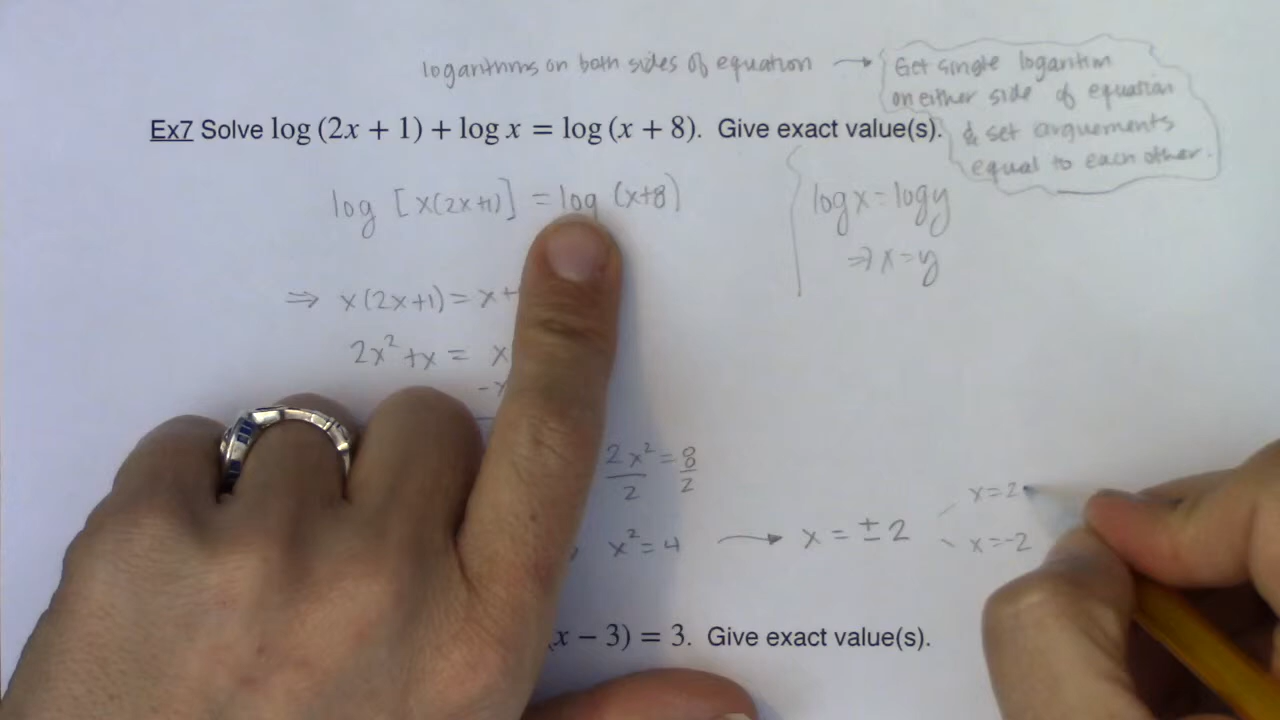 logarithms on both sides of equation → Get single logarithm
on either side of equation
& set arguements
equal to each other.
Ex7 Solve log (2x + 1) + log x = log (x + 8). Give exact value(s).
log [x(2x+1)] = log (x+8)
logx = logy
⇒ x = y
⇒ x(2x+1) = x+
2x² + x = x
2x² = 8
2 2
x² = 4 → x = ± 2
x = 2
x = -2
x − 3) = 3. Give exact value(s).